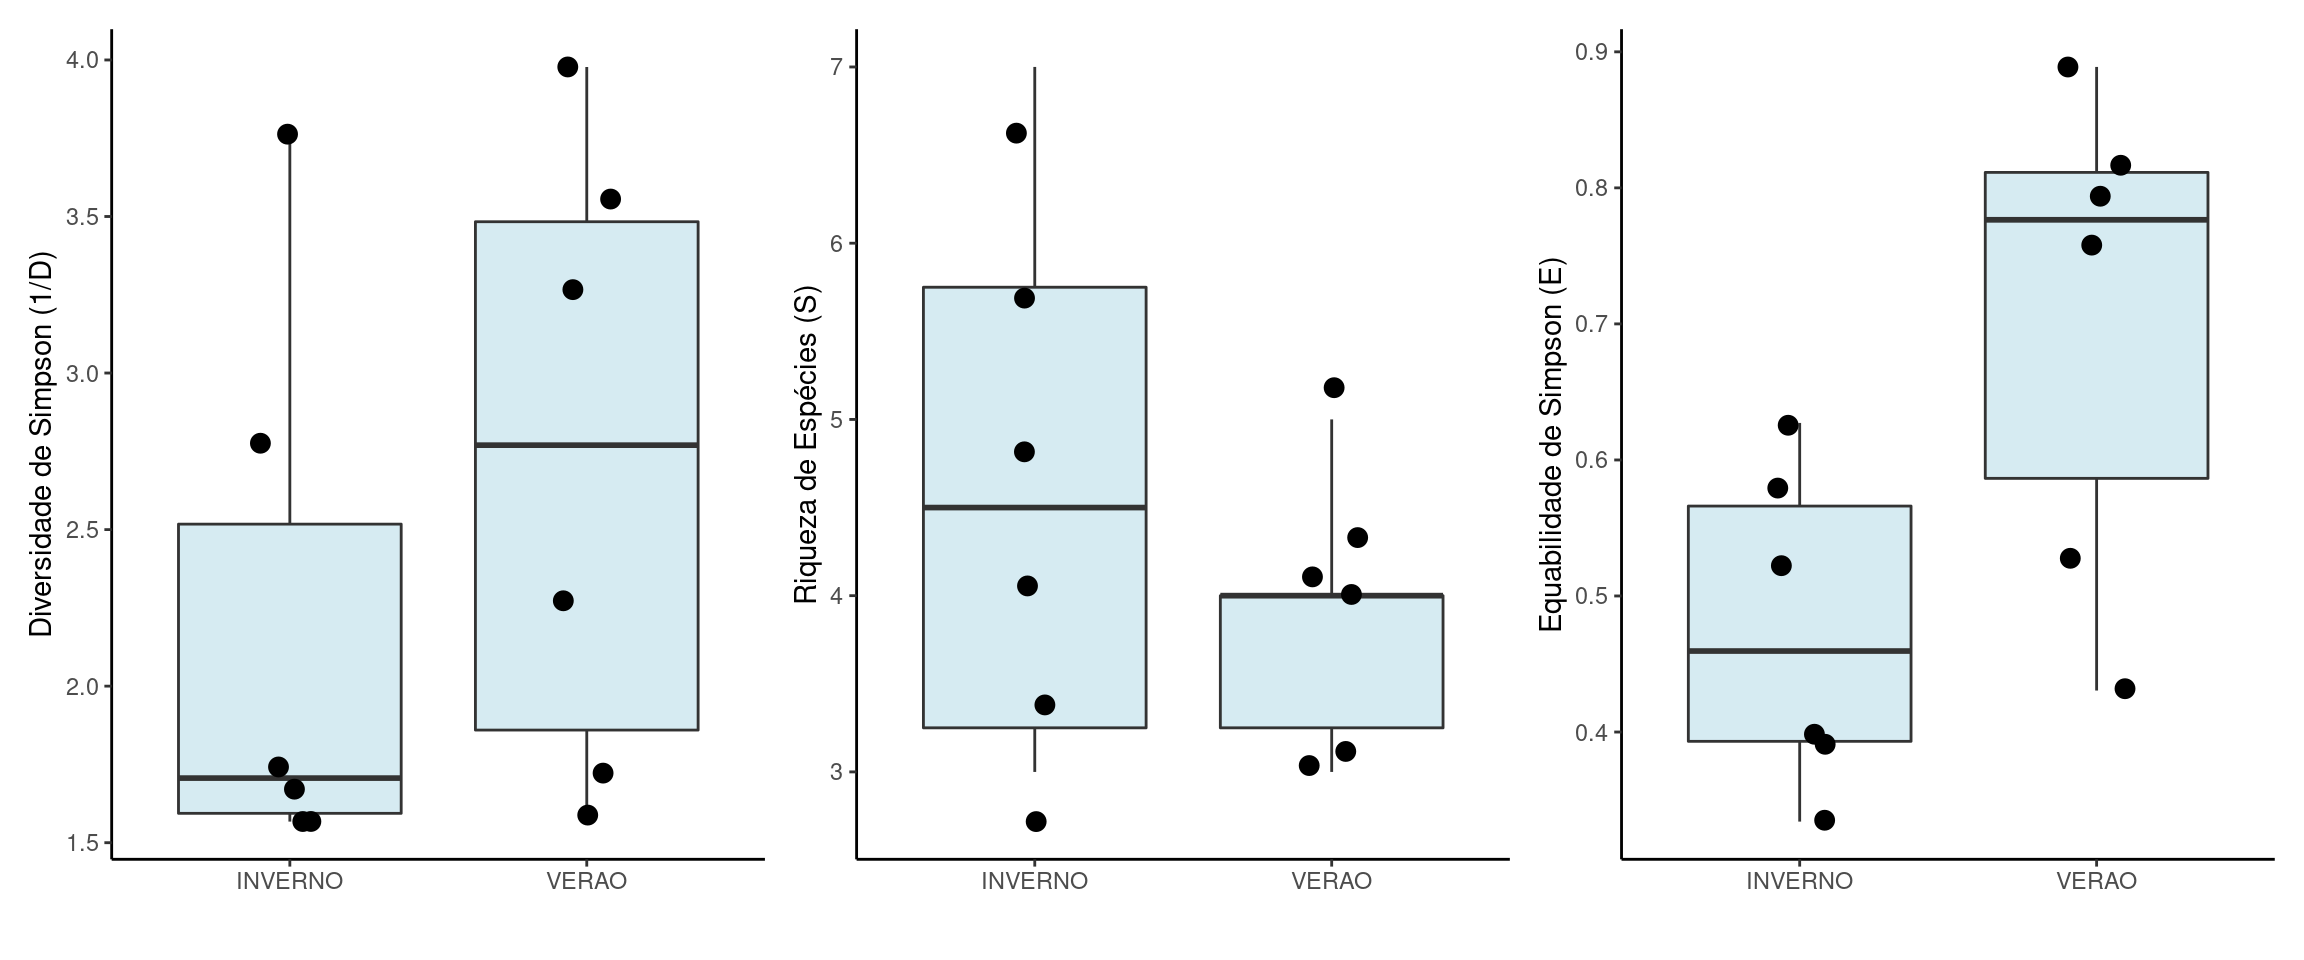 Diversidade de Simpson (1/D)
4.0
3.5
3.0
2.5
2.0
1.5
INVERNO
VERAO
Riqueza de Espécies (S)
7
6
5
4
3
INVERNO
VERAO
Equabilidade de Simpson (E)
0.9
0.8
0.7
0.6
0.5
0.4
INVERNO
VERAO